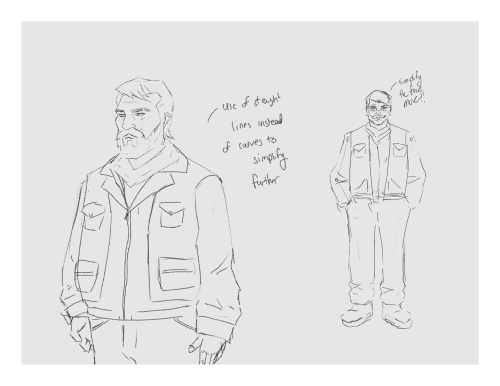 use of straight
lines instead
of curves to
simplify
further
simplify
the face
more!